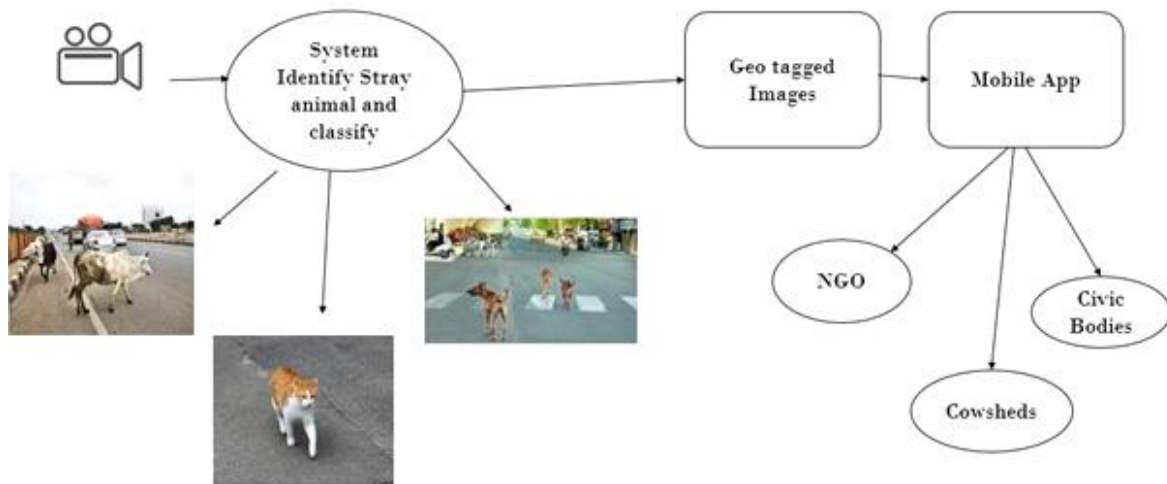 System
Identify Stray
animal and
classify
Geo tagged
Images
Mobile App
NGO
Civic
Bodies
Cowsheds